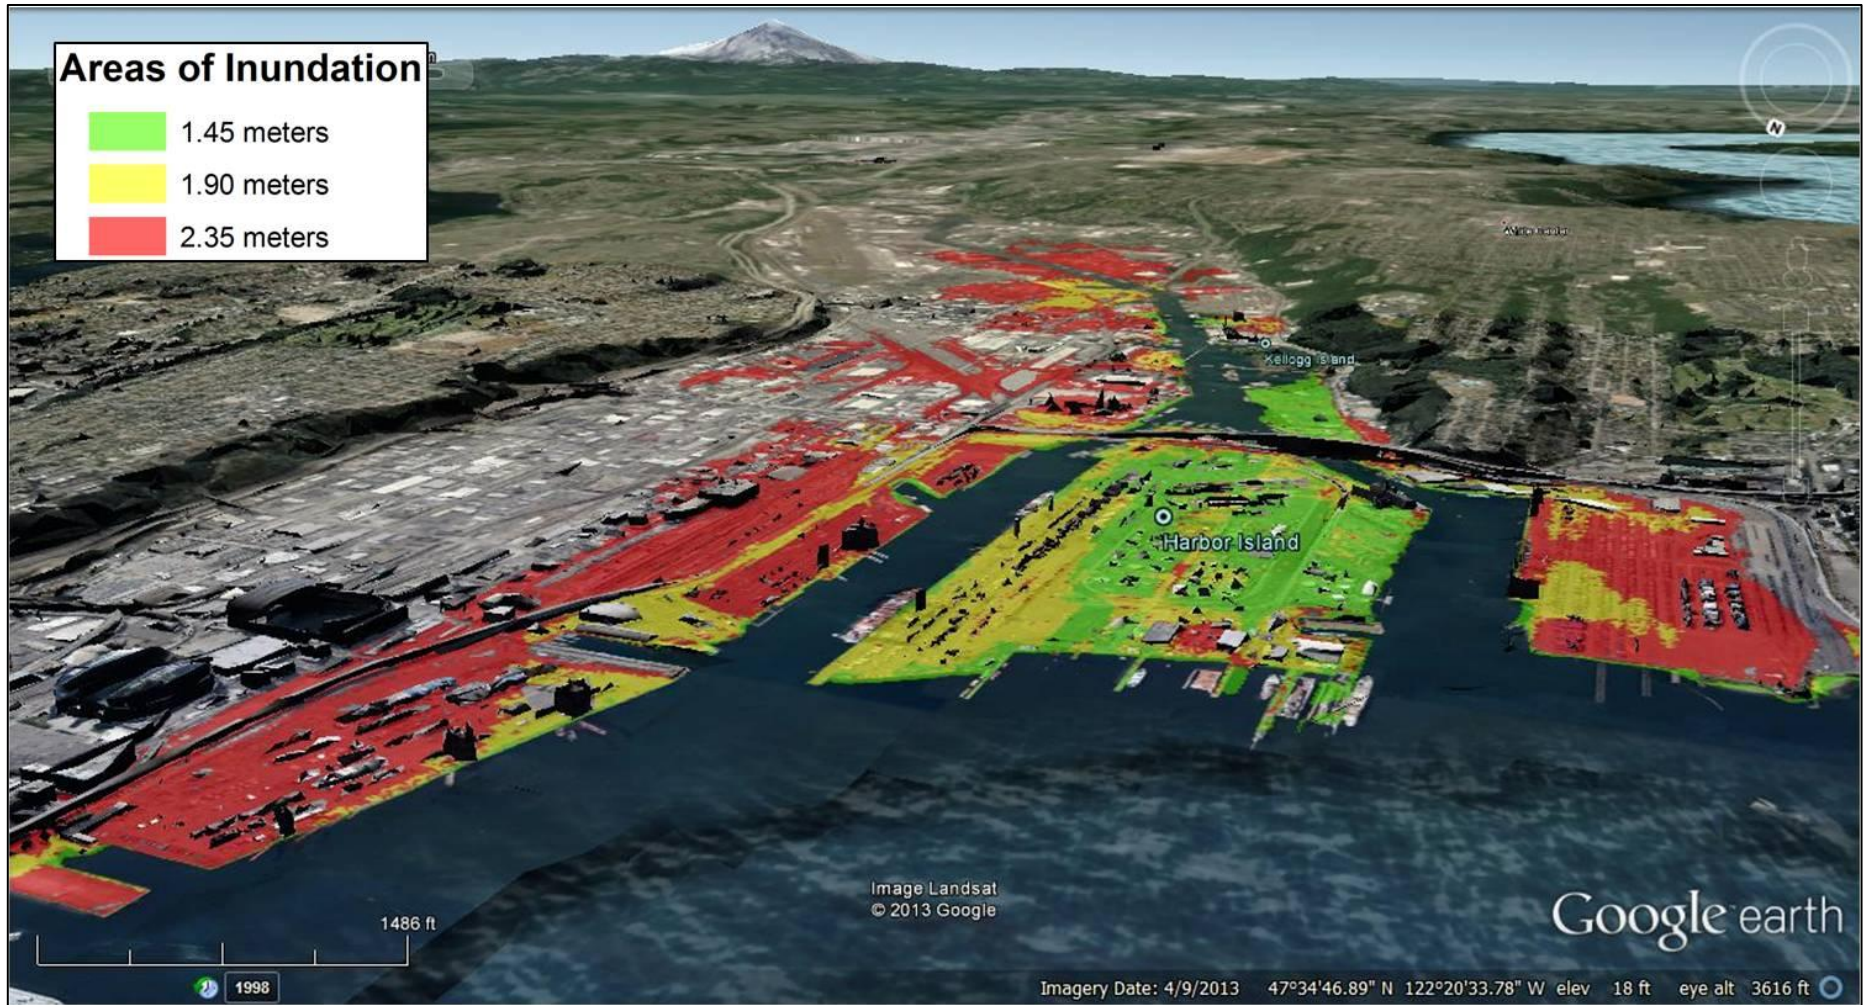 Areas of Inundation
1.45 meters
1.90 meters
2.35 meters
N
Kellogg Island
Harbor Island
Image Landsat
© 2013 Google
Google earth
1486 ft
1998
Imagery Date: 4/9/2013 47°34'46.89" N 122°20'33.78" W elev 18 ft eye alt 3616 ft